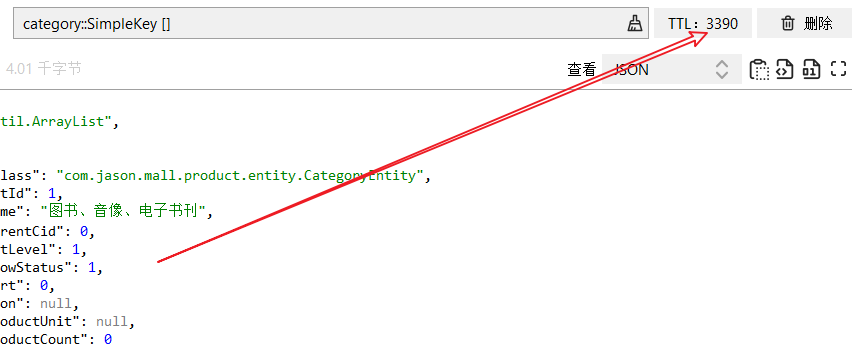 category::SimpleKey []
TTL：3390
删除
4.01 千字节
查看
JSON
til.ArrayList",
lass": "com.jason.mall.product.entity.CategoryEntity",
tId": 1,
me": "图书、音像、电子书刊",
rentCid": 0,
tLevel": 1,
owStatus": 1,
rt": 0,
on": null,
oductUnit": null,
oductCount": 0